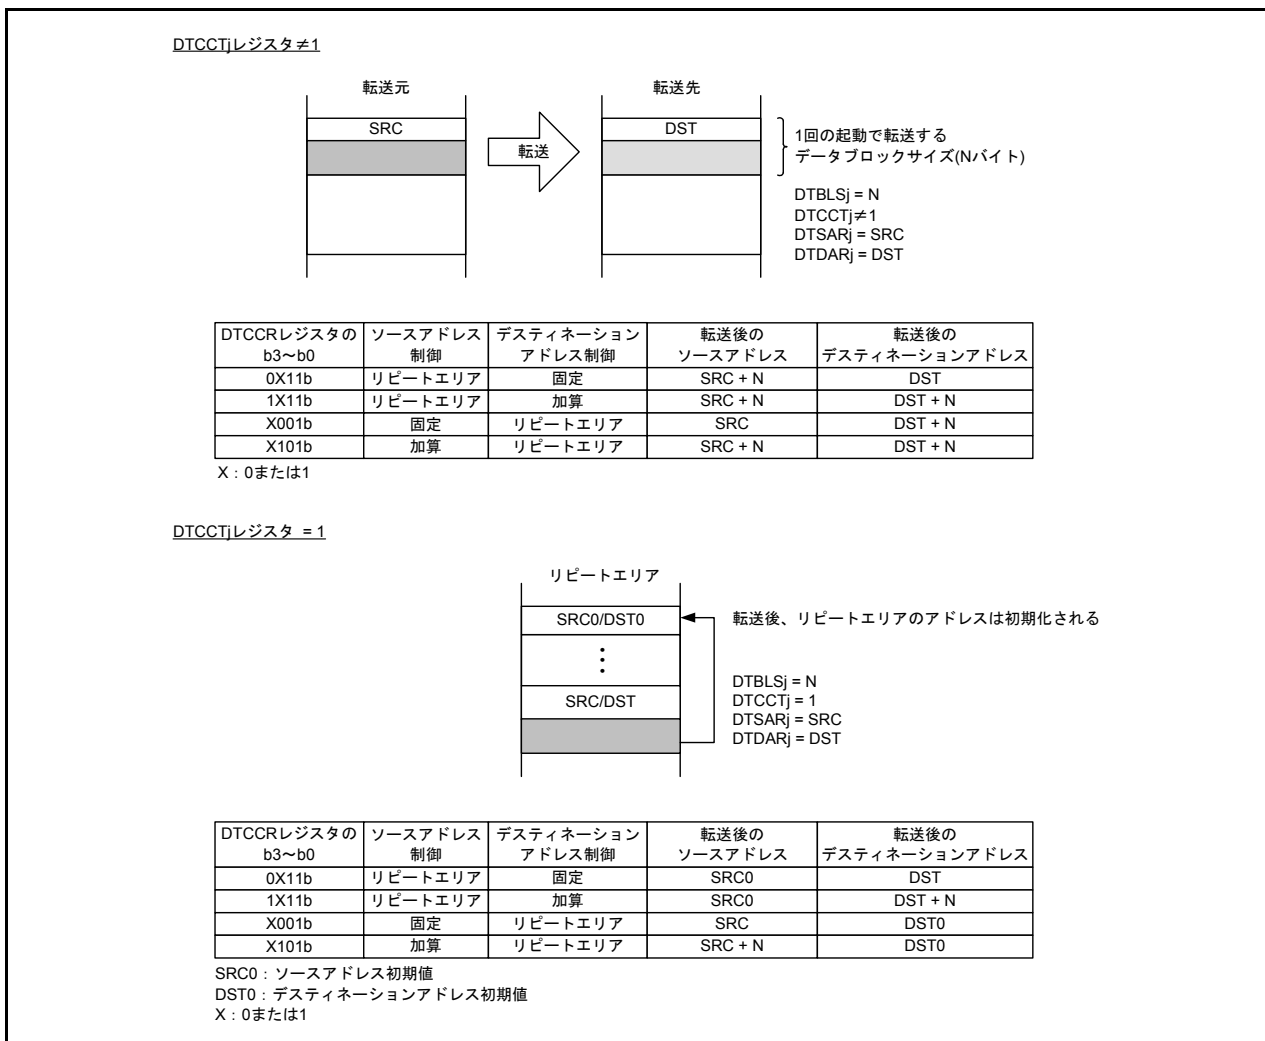 DTCCTjレジスタ≠1
転送元
転送先
SRC
DST
転送
1回の起動で転送する
データブロックサイズ(Nバイト)
DTBLSj = N
DTCCTj≠1
DTSARj = SRC
DTDARj = DST
DTCCRレジスタの b3～b0 ソースアドレス 制御 デスティネーション アドレス制御 転送後の ソースアドレス 転送後の デスティネーションアドレス
0X11b リピートエリア 固定 SRC + N DST
1X11b リピートエリア 加算 SRC + N DST + N
X001b 固定 リピートエリア SRC DST + N
X101b 加算 リピートエリア SRC + N DST + N
X：0または1
DTCCTjレジスタ = 1
リピートエリア
SRC0/DST0
転送後、リピートエリアのアドレスは初期化される
SRC/DST
DTBLSj = N
DTCCTj = 1
DTSARj = SRC
DTDARj = DST
DTCCRレジスタの b3～b0 ソースアドレス 制御 デスティネーション アドレス制御 転送後の ソースアドレス 転送後の デスティネーションアドレス
0X11b リピートエリア 固定 SRC0 DST
1X11b リピートエリア 加算 SRC0 DST + N
X001b 固定 リピートエリア SRC DST0
X101b 加算 リピートエリア SRC + N DST0
SRC0：ソースアドレス初期値
DST0：デスティネーションアドレス初期値
X：0または1